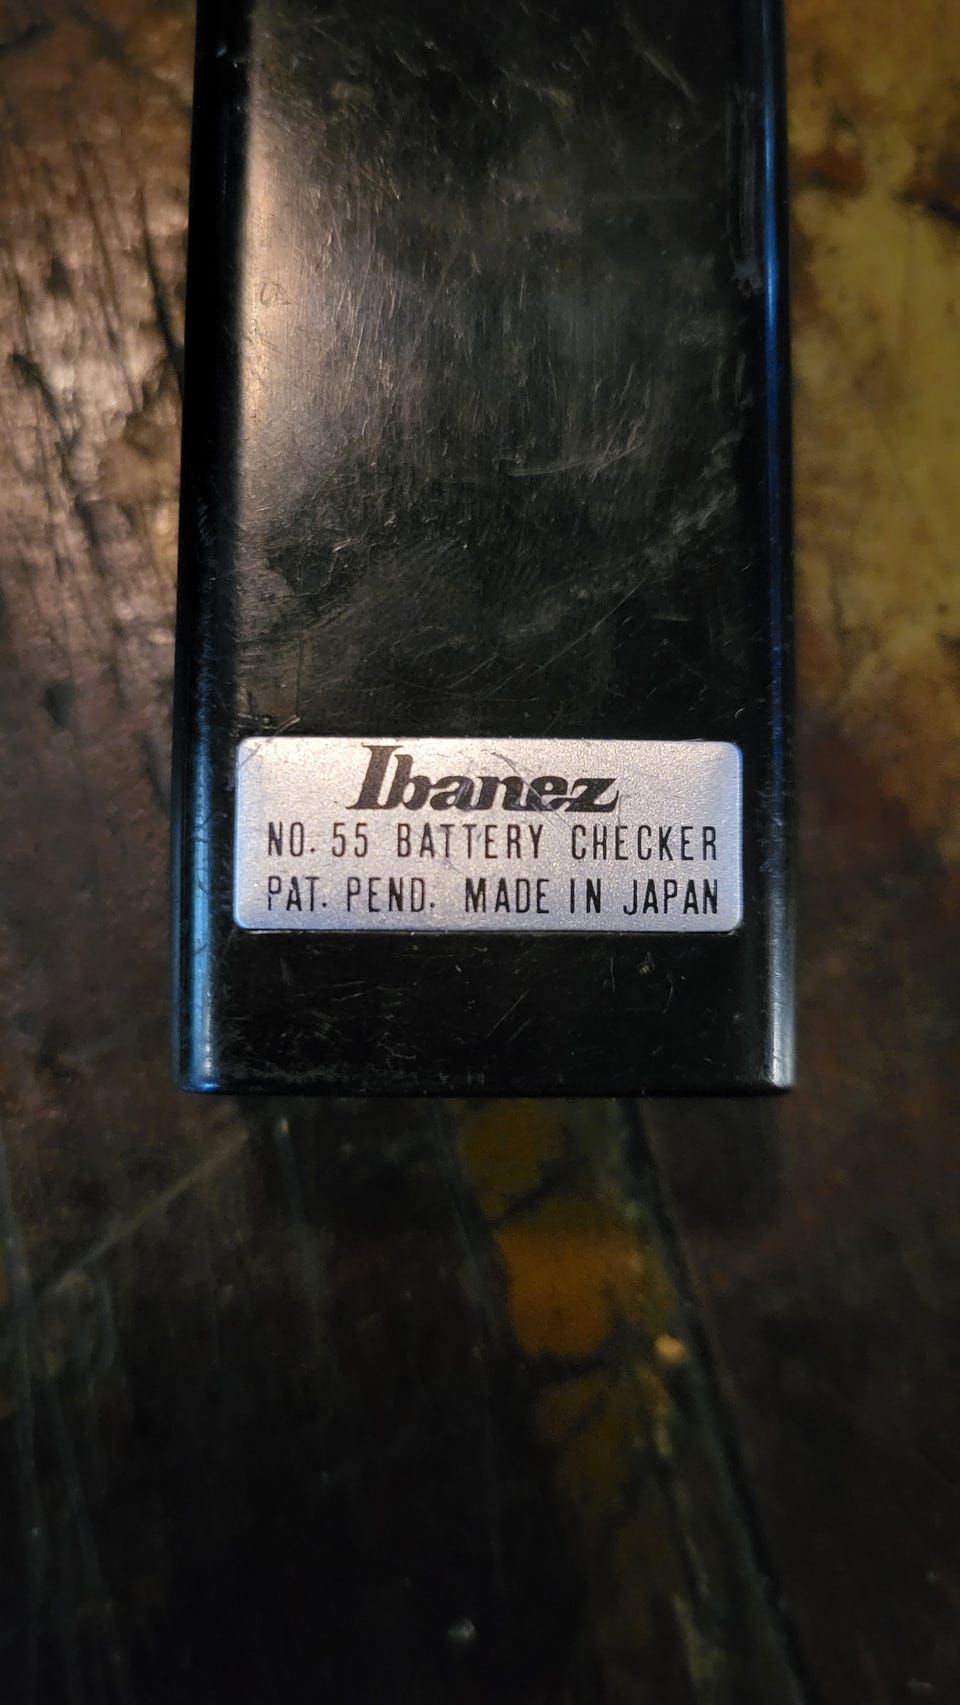 Ibanez
NO. 55 BATTERY CHECKER
PAT. PEND. MADE IN JAPAN